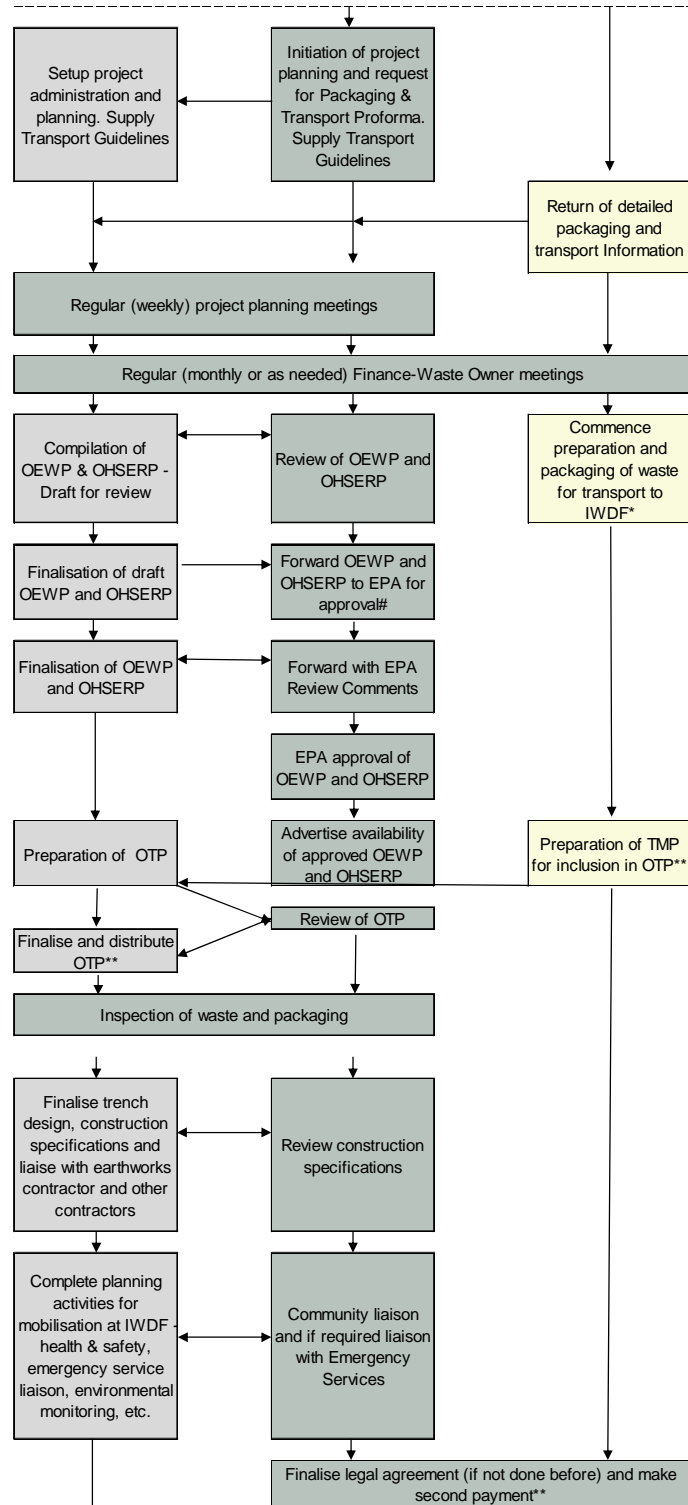 Setup project
administration and
planning. Supply
Transport Guidelines
Initiation of project
planning and request
for Packaging &
Transport Proforma.
Supply Transport
Guidelines
Return of detailed
packaging and
transport Information
Regular (weekly) project planning meetings
Regular (monthly or as needed) Finance-Waste Owner meetings
Compilation of
OEWP & OHSERP -
Draft for review
Review of OEWP and
OHSERP
Commence
preparation and
packaging of waste
for transport to
IWDF*
Finalisation of draft
OEWP and OHSERP
Forward OEWP and
OHSERP to EPA for
approval#
Finalisation of OEWP
and OHSERP
Forward with EPA
Review Comments
EPA approval of
OEWP and OHSERP
Preparation of OTP
Advertise availability
of approved OEWP
and OHSERP
Preparation of TMP
for inclusion in OTP**
Review of OTP
Finalise and distribute
OTP**
Inspection of waste and packaging
Finalise trench
design, construction
specifications and
liaise with earthworks
contractor and other
contractors
Review construction
specifications
Complete planning
activities for
mobilisation at IWDF -
health & safety,
emergency service
liaison, environmental
monitoring, etc.
Community liaison
and if required liaison
with Emergency
Services
Finalise legal agreement (if not done before) and make
second payment**